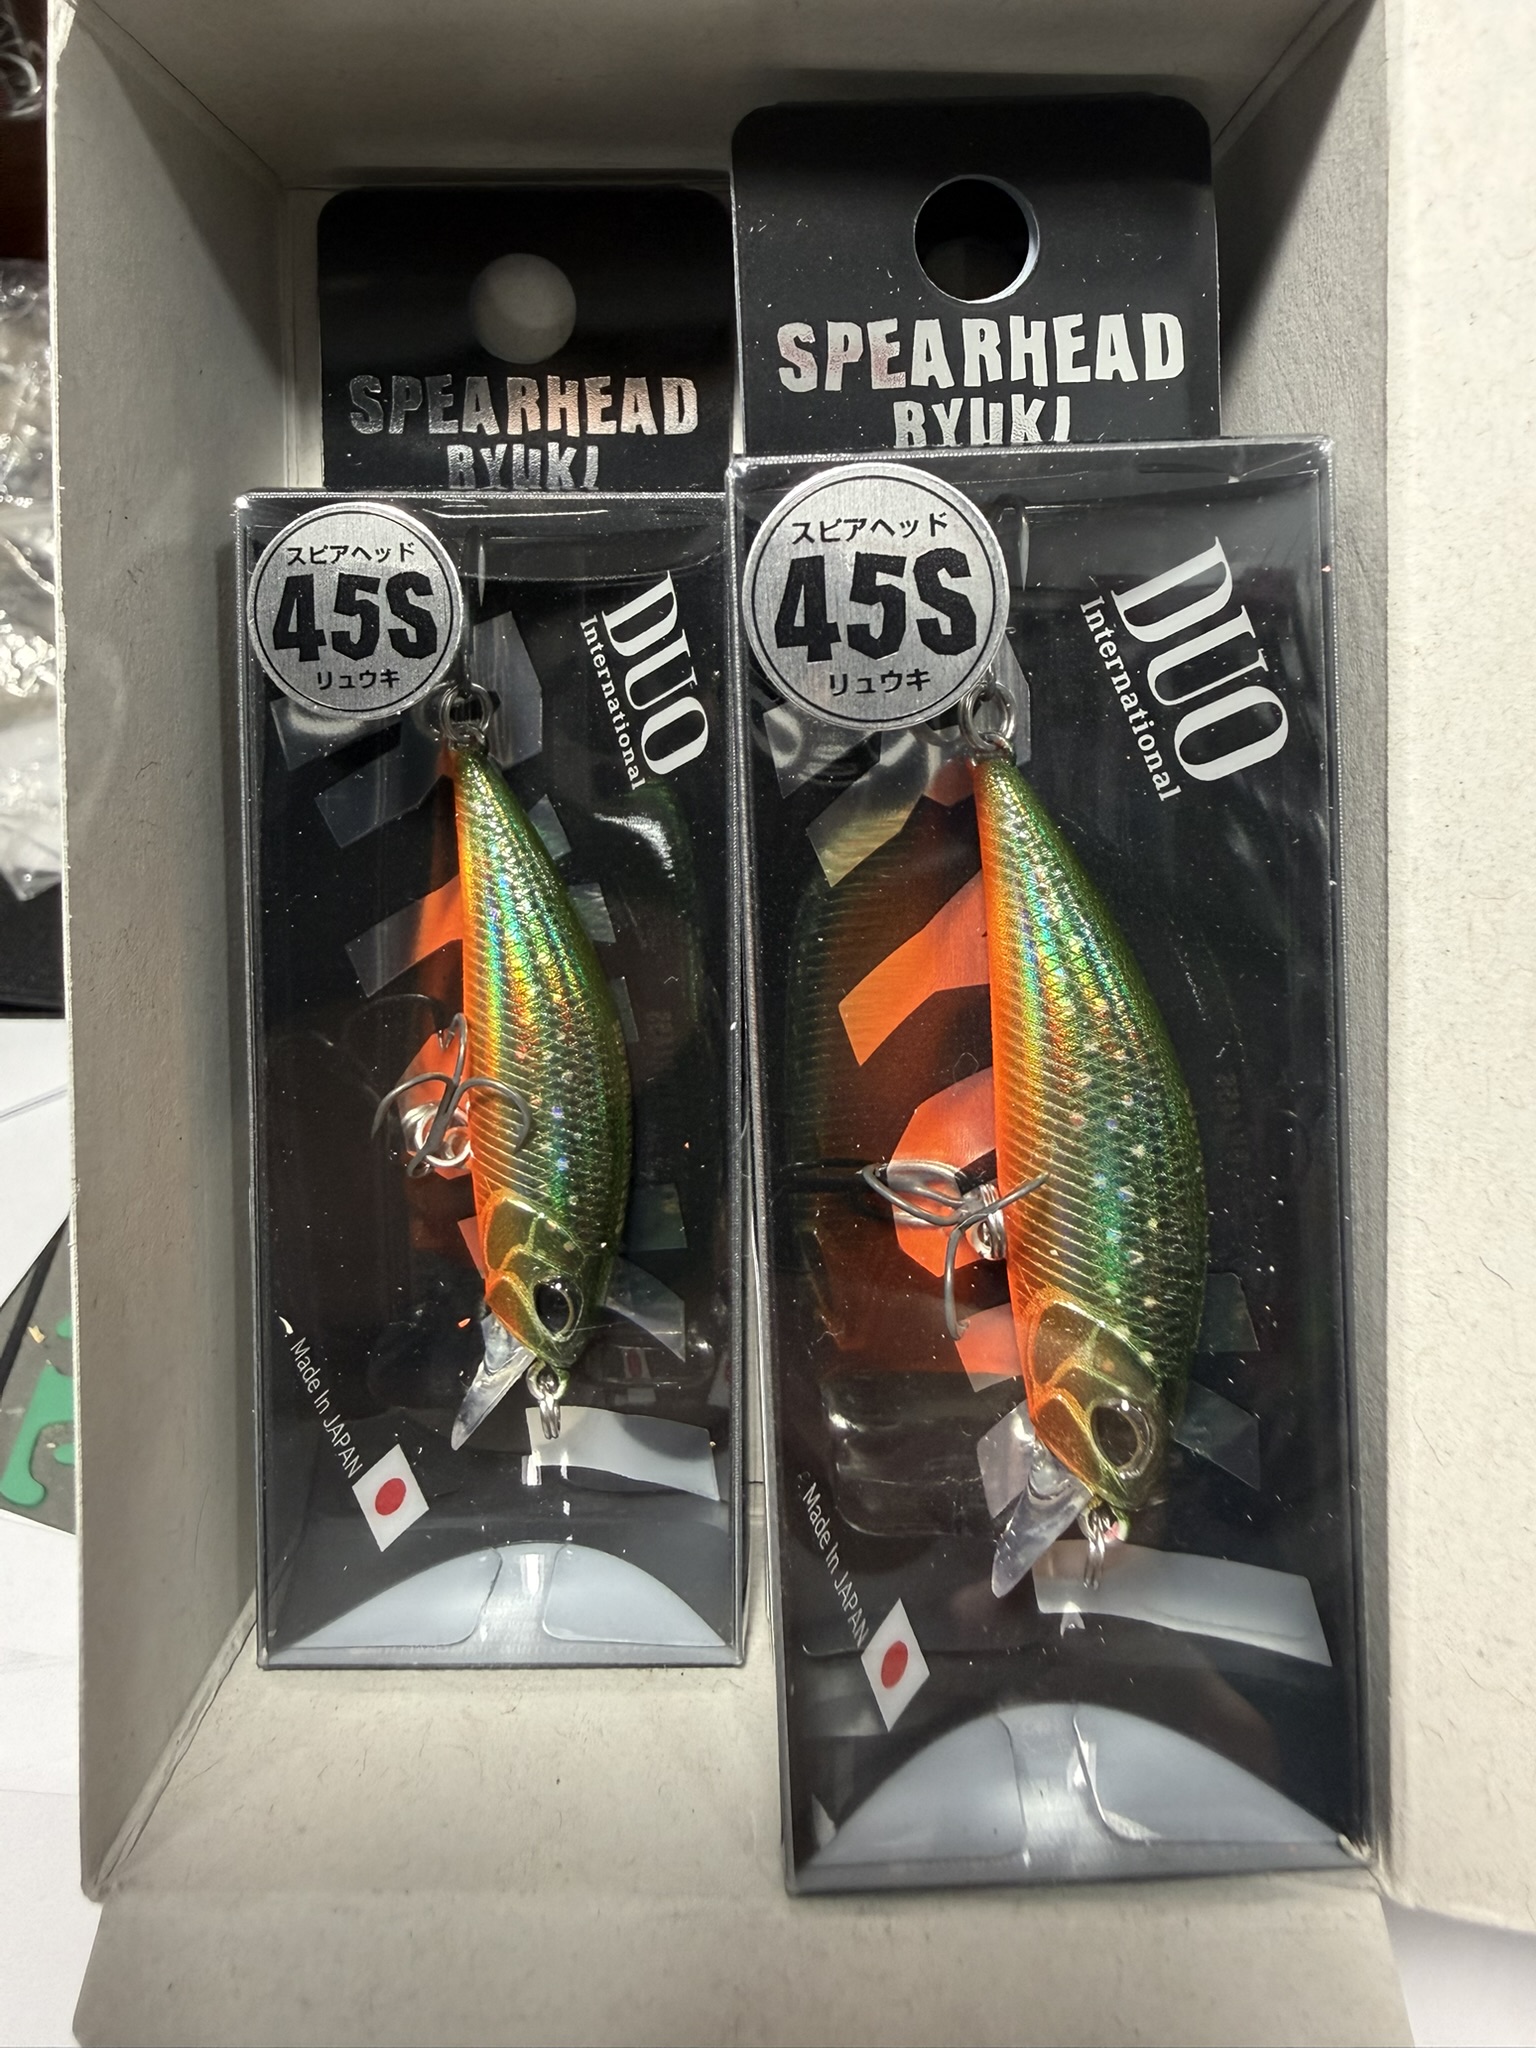 SPEARHEAD
RYUKI
スピアヘッド
45S
リュウキ
DUO
International
Made In JAPAN
SPEARHEAD
RYUKI
スピアヘッド
45S
リュウキ
DUO
International
Made In JAPAN